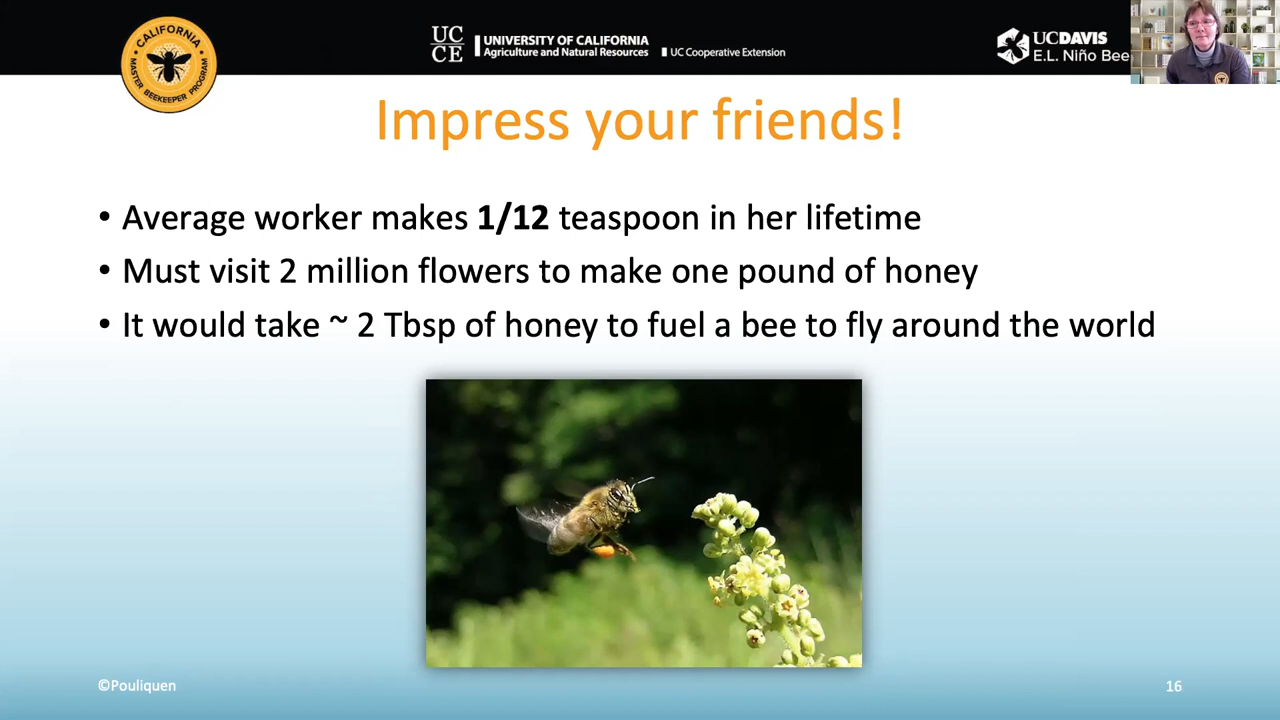 CALIFORNIA
MASTER BEEKEEPER PROGRAM
UC
CE
UNIVERSITY OF CALIFORNIA
Agriculture and Natural Resources
UC Cooperative Extension
UCDAVIS
E.L. Niño Bee
Impress your friends!
• Average worker makes 1/12 teaspoon in her lifetime
• Must visit 2 million flowers to make one pound of honey
• It would take ~ 2 Tbsp of honey to fuel a bee to fly around the world
©Pouliquen
16